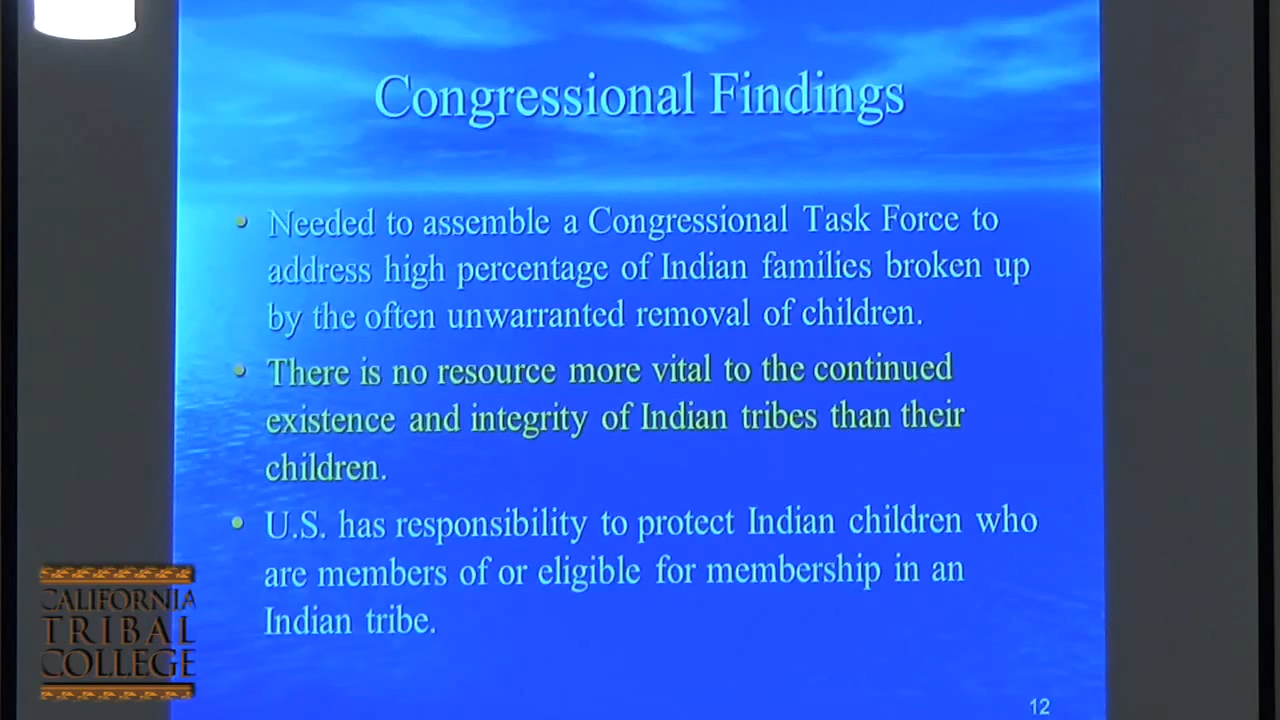 Congressional Findings
• Needed to assemble a Congressional Task Force to
address high percentage of Indian families broken up
by the often unwarranted removal of children.
• There is no resource more vital to the continued
existence and integrity of Indian tribes than their
children.
• U.S. has responsibility to protect Indian children who
are members of or eligible for membership in an
Indian tribe.
CALIFORNIA
TRIBAL
COLLEGE
12